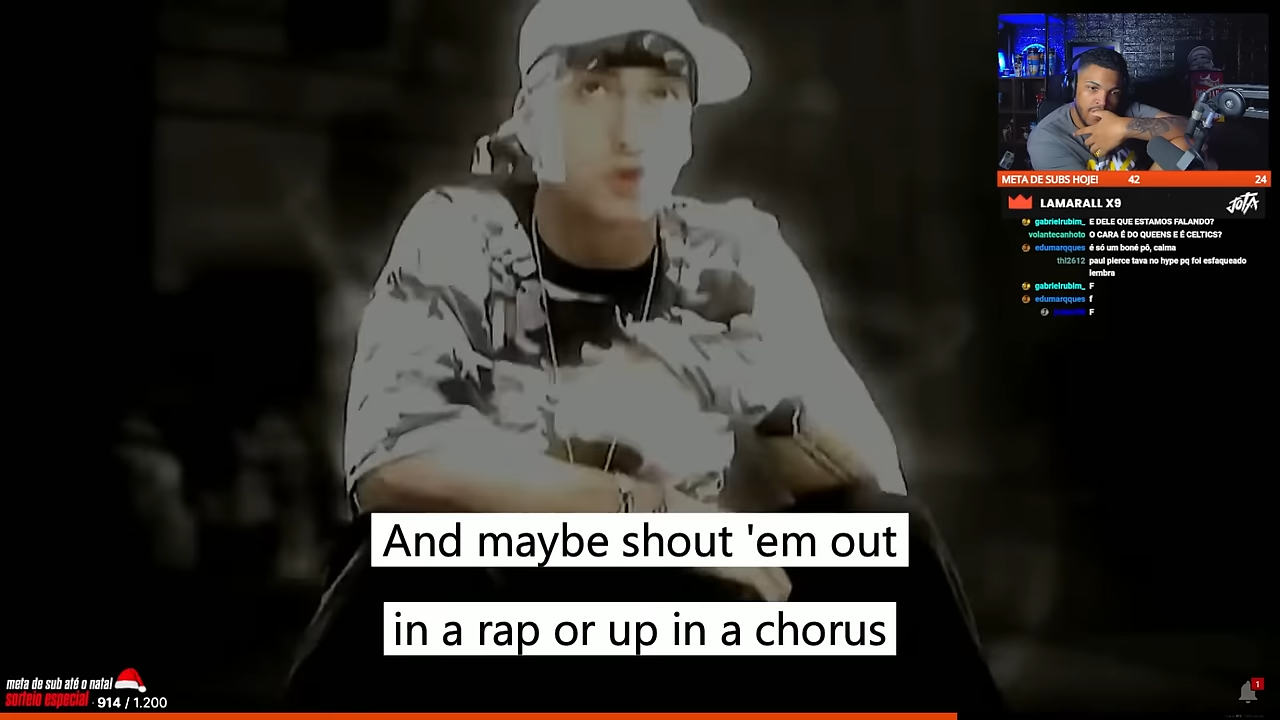 META DE SUBS HOJE! 42 24
LAMARALL X9
JOTA
gabrielrubim_ E DELE QUE ESTAMOS FALANDO?
volantecanhoto O CARA É DO QUEENS E É CELTICS?
edumarqques é só um boné pô, calma
thl2612 paul pierce tava no hype pq foi esfaqueado
lembra
gabrielrubim_ F
edumarqques f
F
And maybe shout 'em out
in a rap or up in a chorus
meta de sub até o natal
sorteio especial · 914 / 1.200
1